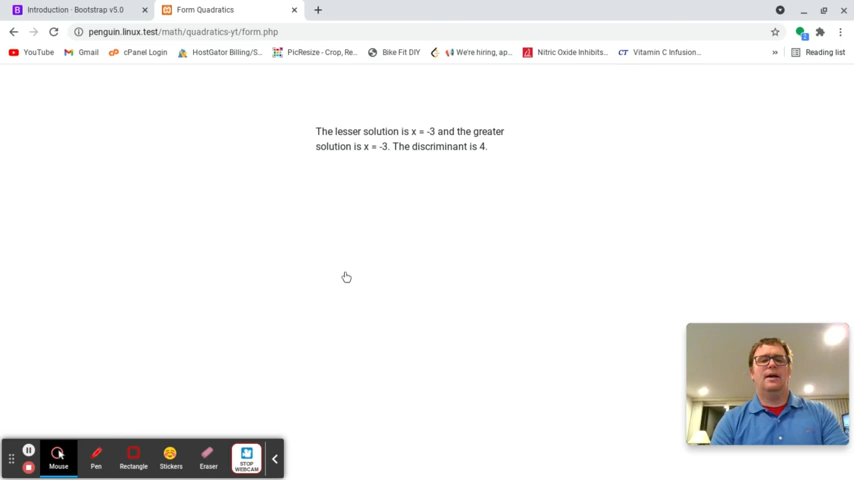 Introduction · Bootstrap v5.0
Form Quadratics
penguin.linux.test/math/quadratics-yt/form.php
YouTube
Gmail
cPanel Login
HostGator Billing/S...
PicResize - Crop, Re...
Bike Fit DIY
We're hiring, ap...
Nitric Oxide Inhibits...
CT Vitamin C Infusion...
»
Reading list
The lesser solution is x = -3 and the greater
solution is x = -3. The discriminant is 4.
Mouse
Pen
Rectangle
Stickers
Eraser
STOP
WEBCAM